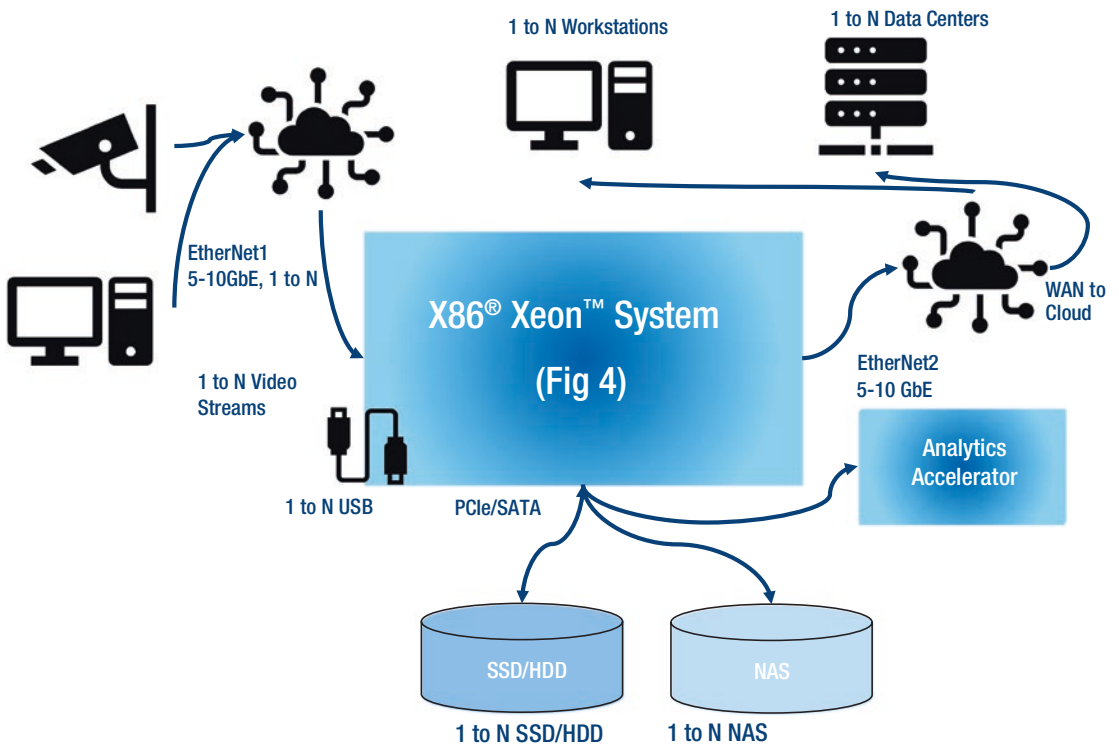 1 to N Workstations
1 to N Data Centers
EtherNet1
5-10GbE, 1 to N
X86® Xeon™ System
(Fig 4)
WAN to
Cloud
1 to N Video
Streams
EtherNet2
5-10 GbE
Analytics
Accelerator
1 to N USB
PCIe/SATA
SSD/HDD
NAS
1 to N SSD/HDD
1 to N NAS